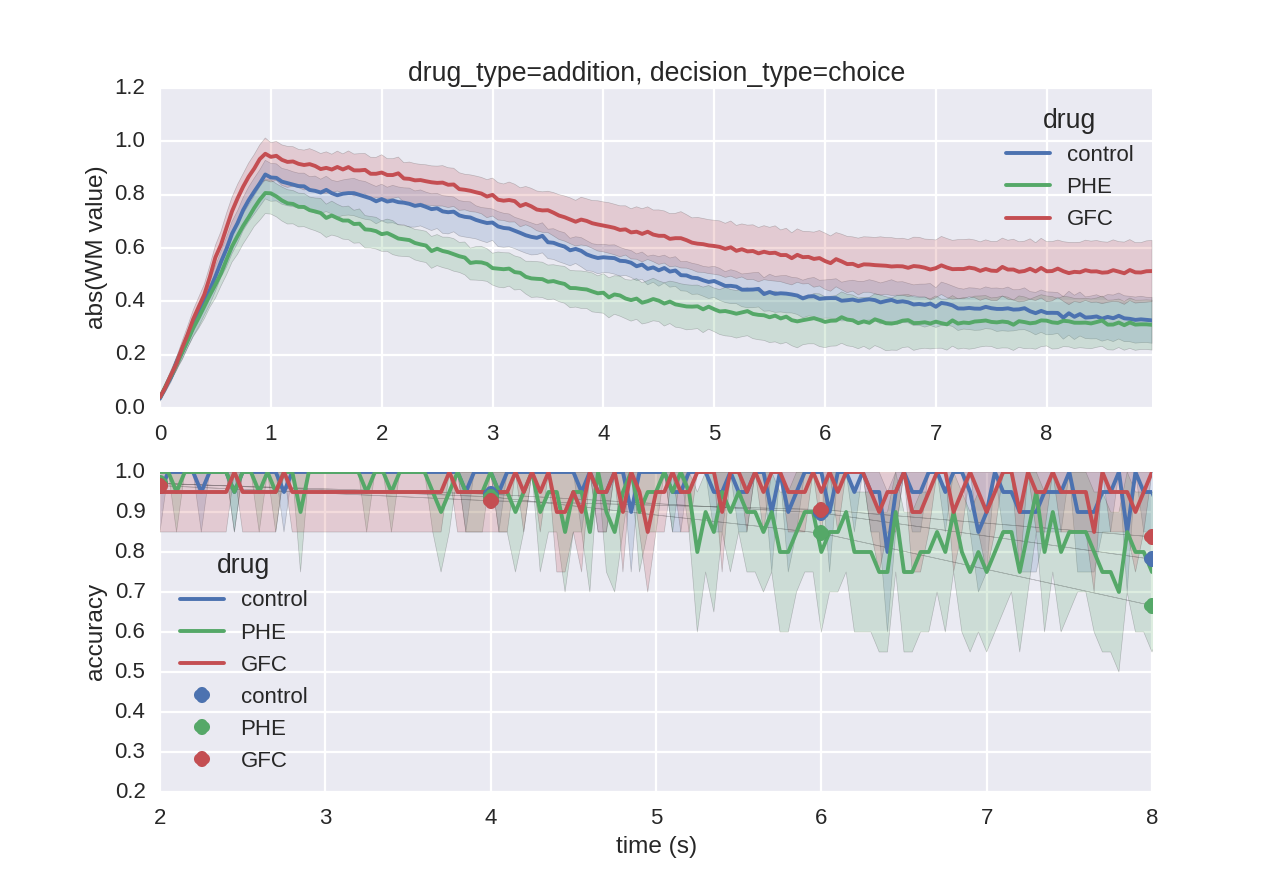 drug_type=addition, decision_type=choice
1.2
1.0
0.8
0.6
0.4
0.2
0.0
abs(WM value)
drug
control
PHE
GFC
0 1 2 3 4 5 6 7 8
1.0
0.9
0.8
0.7
0.6
0.5
0.4
0.3
0.2
accuracy
drug
control
PHE
GFC
control
PHE
GFC
2 3 4 5 6 7 8
time (s)